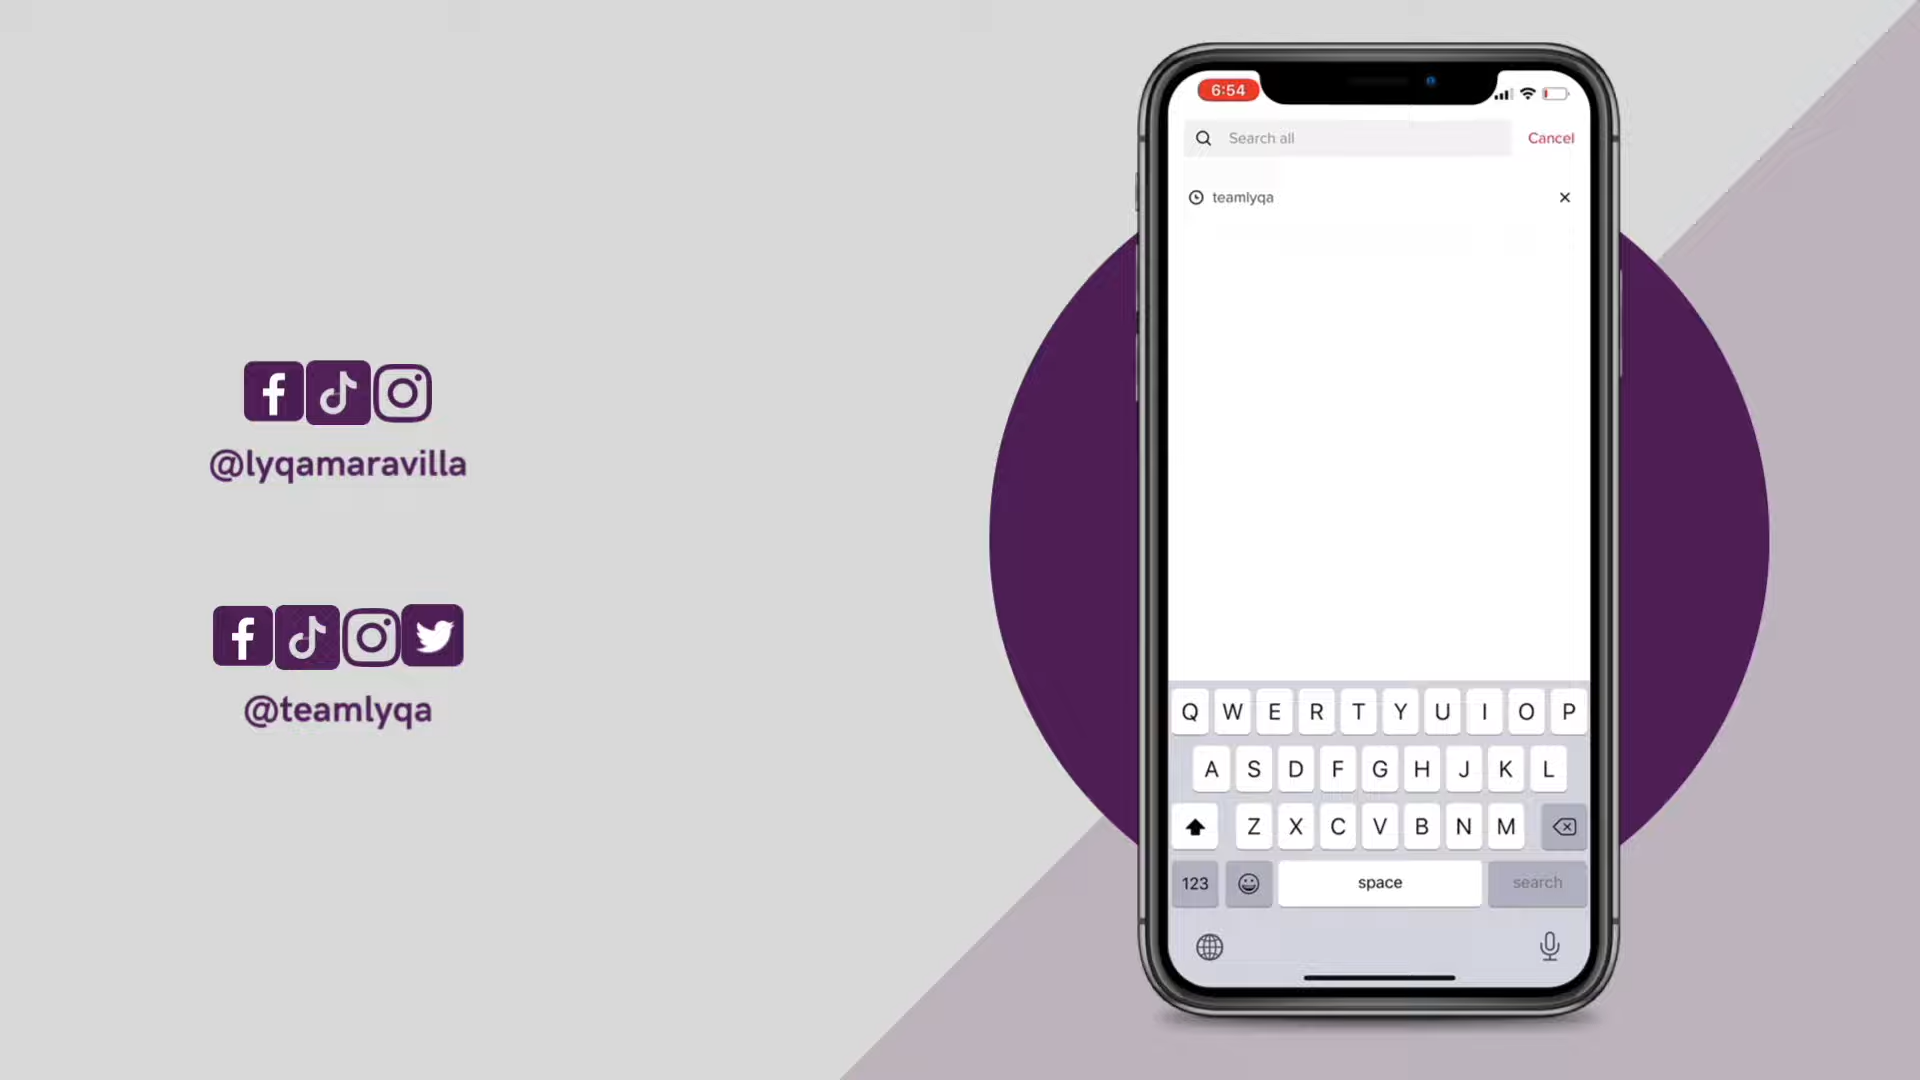 @lyqamaravilla
@teamlyqa
6:54
Search all
Cancel
teamlyqa
Q W E R T Y U I O P
A S D F G H J K L
Z X C V B N M
123 space search